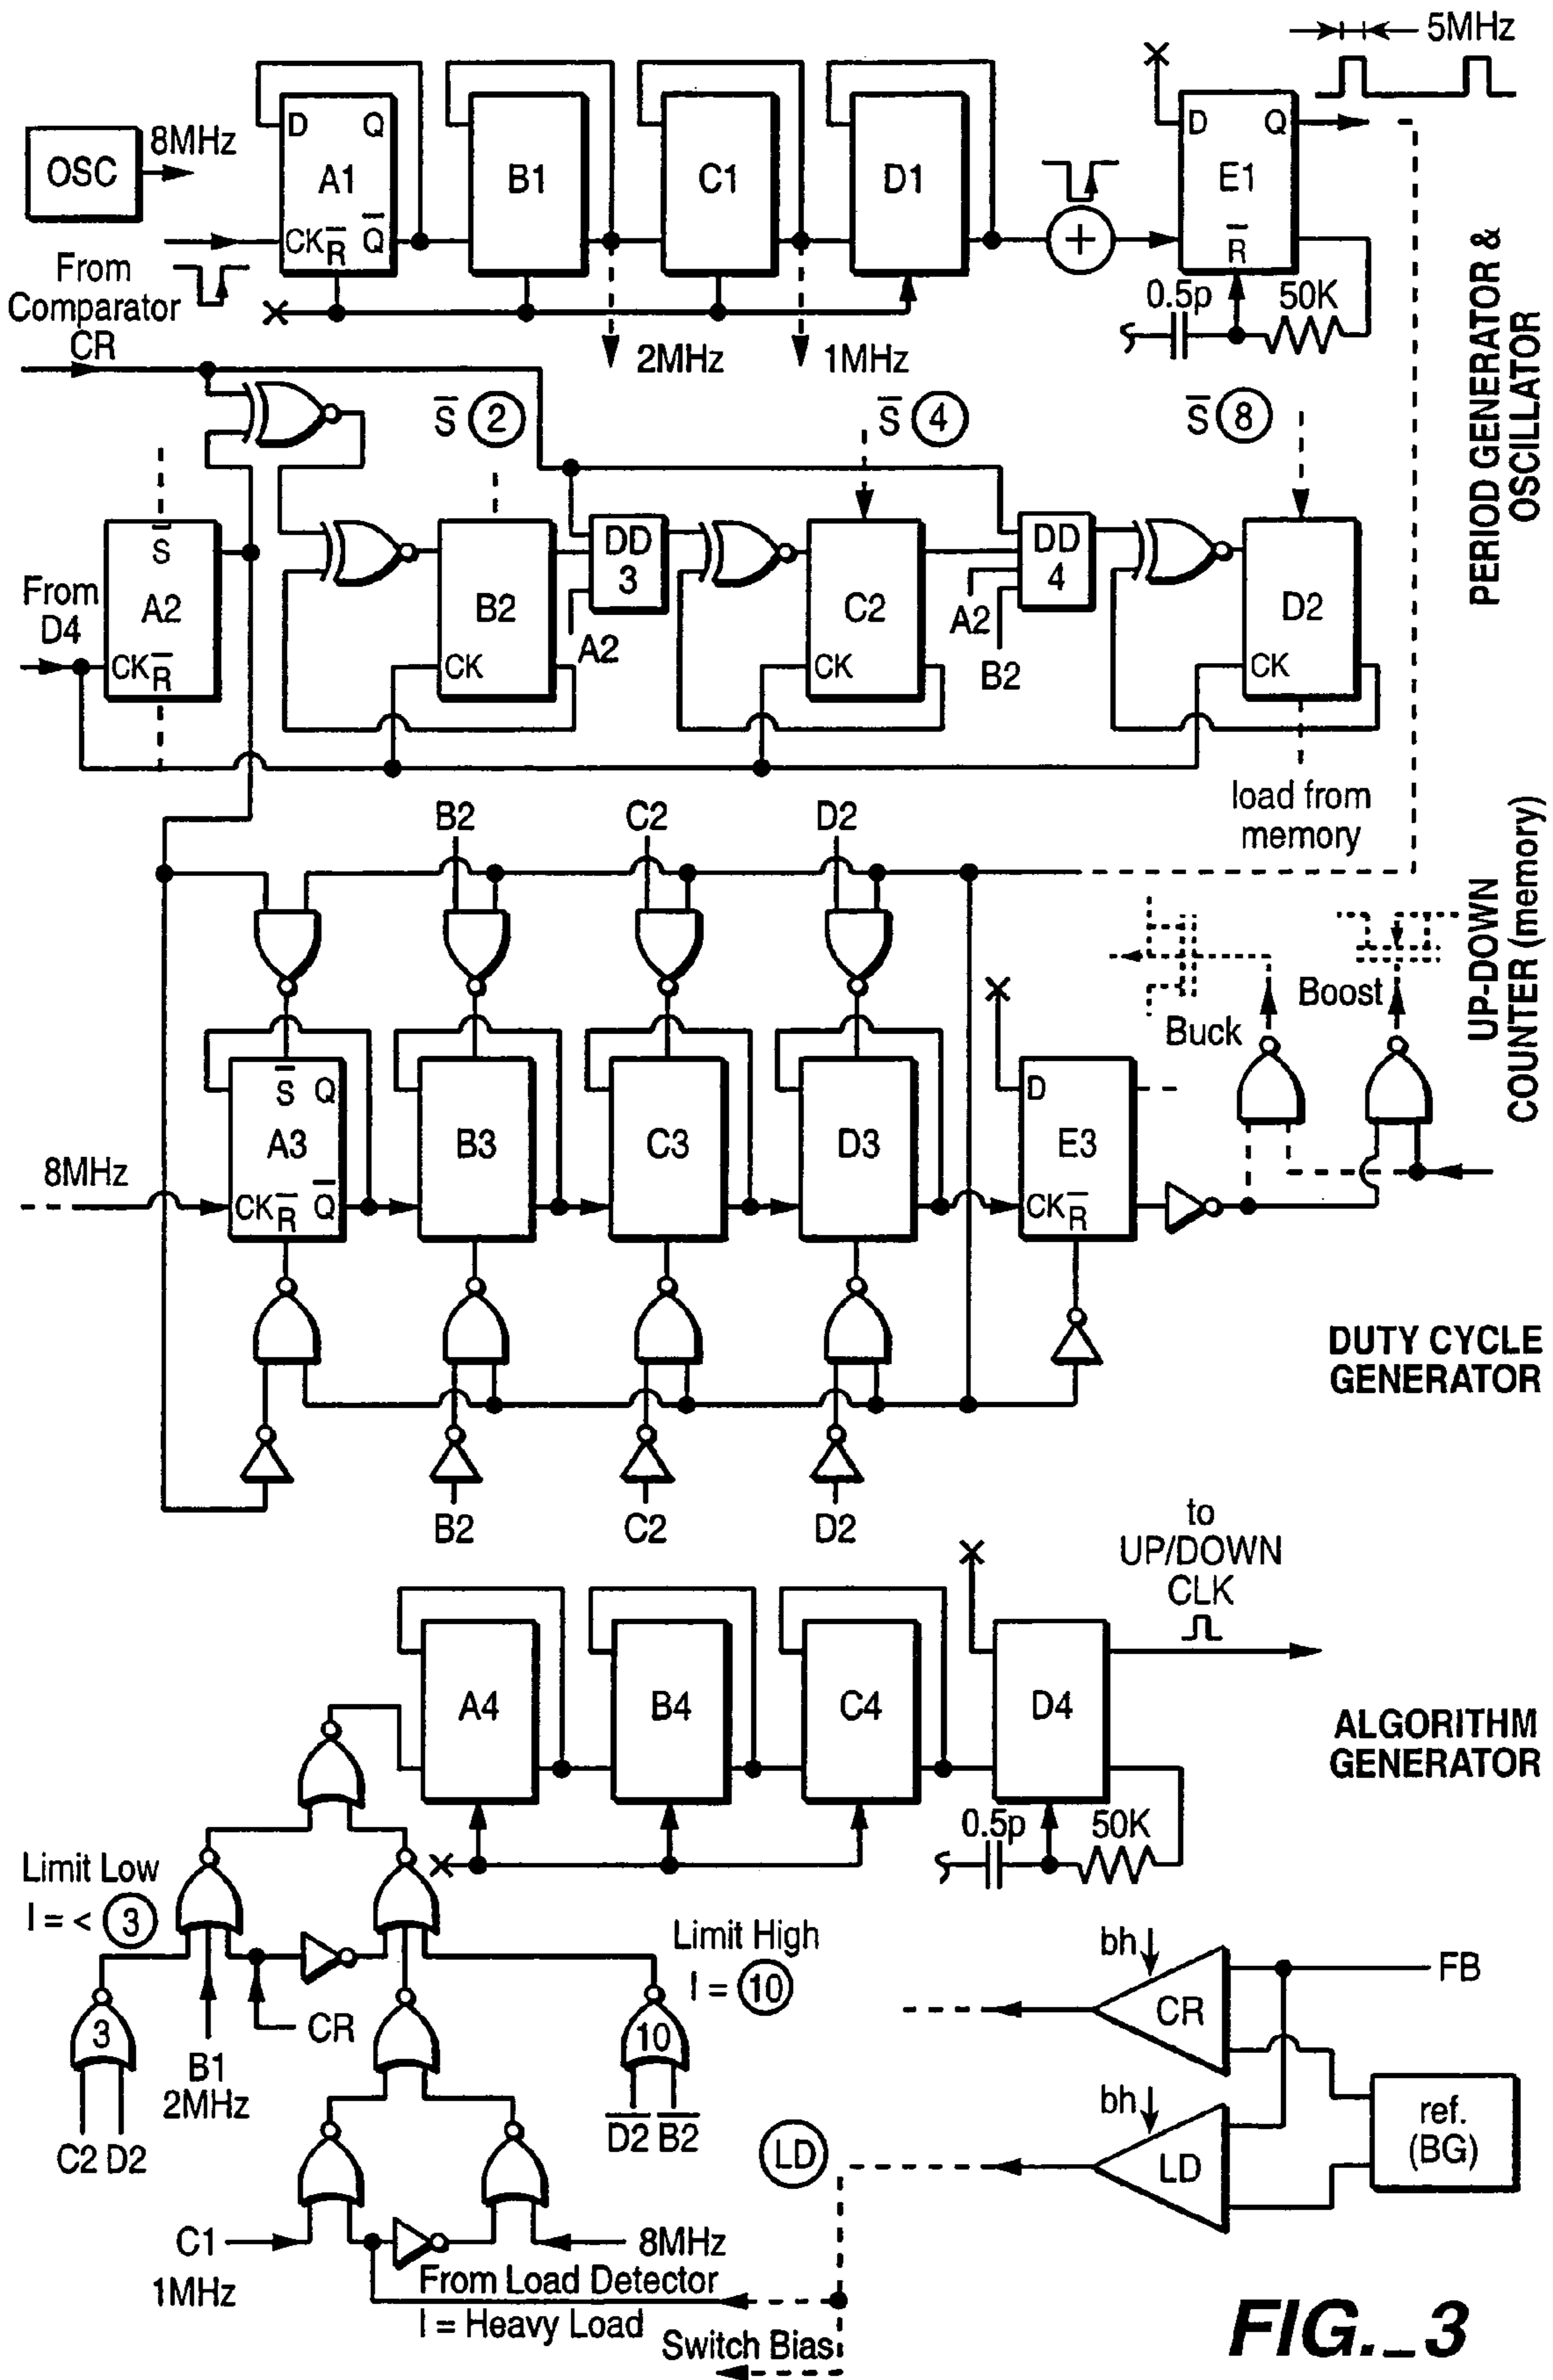 5MHz
OSC
8MHz
D Q
A1
CK R Q
B1
C1
D1
D Q
E1
R
From
Comparator
CR
2MHz
1MHz
0.5p
50K
PERIOD GENERATOR &
OSCILLATOR
S 2
S 4
S 8
From
D4
S
A2
CK R
B2
CK
DD
3
A2
C2
CK
DD
4
A2
B2
D2
CK
load from
memory
UP-DOWN
COUNTER (memory)
B2
C2
D2
Buck
Boost
8MHz
S Q
A3
CK R Q
B3
C3
D3
D
E3
CK R
DUTY CYCLE
GENERATOR
B2
C2
D2
to
UP/DOWN
CLK
A4
B4
C4
D4
ALGORITHM
GENERATOR
0.5p
50K
Limit Low
I = < 3
Limit High
I = 10
3
CR
10
B1
2MHz
C2 D2
D2 B2
bh
CR
FB
bh
LD
ref.
(BG)
LD
C1
1MHz
8MHz
From Load Detector
I = Heavy Load
Switch Bias
FIG._3